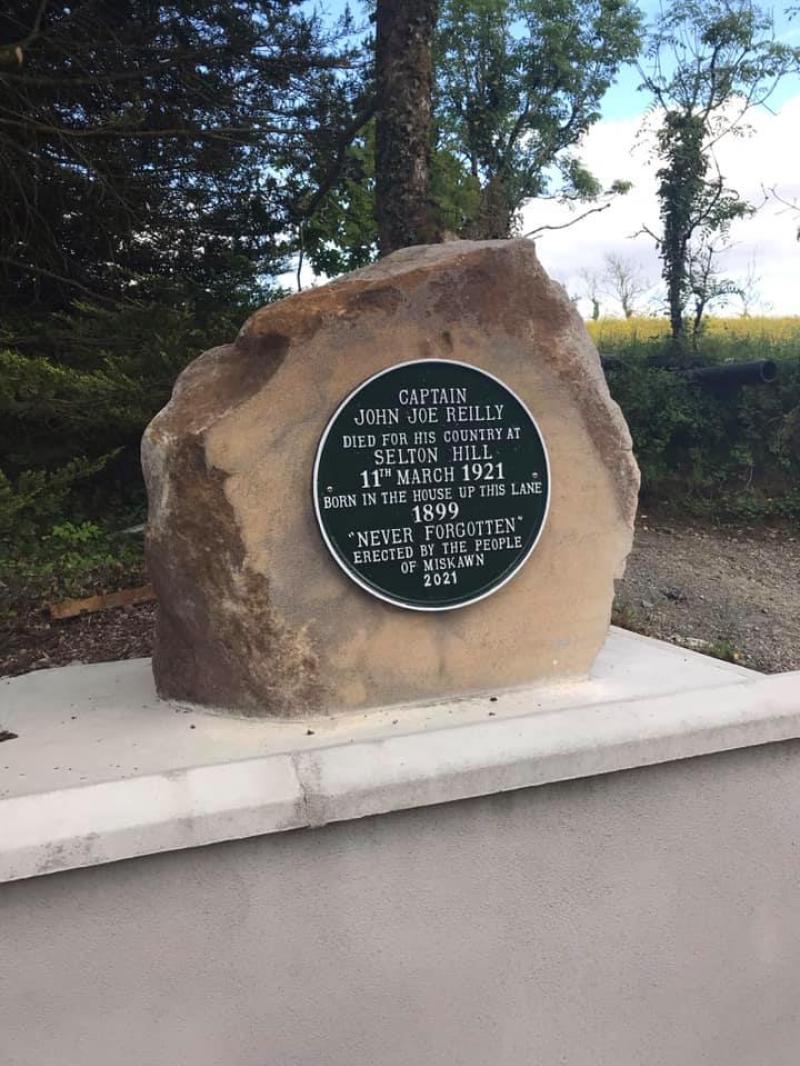 CAPTAIN
JOHN JOE REILLY
DIED FOR HIS COUNTRY AT
SELTON HILL
11TH MARCH 1921
BORN IN THE HOUSE UP THIS LANE
1899
"NEVER FORGOTTEN"
ERECTED BY THE PEOPLE
OF MISKAWN
2021